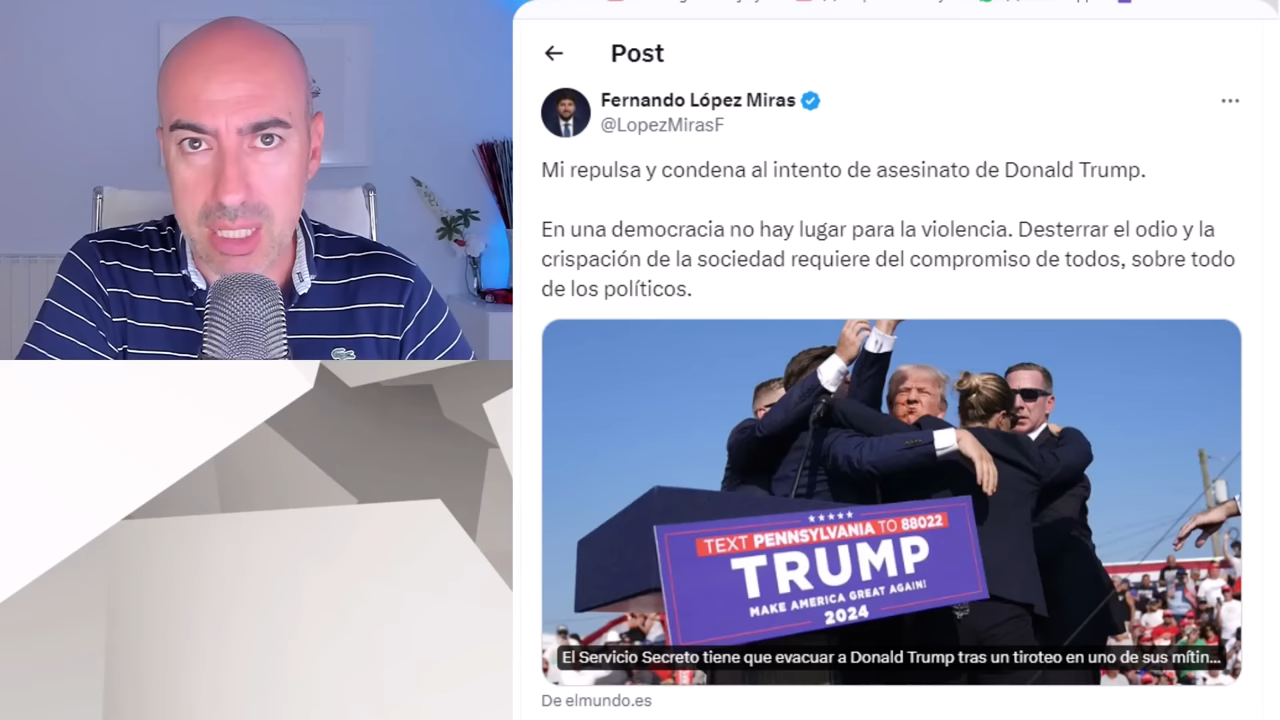 Post
Fernando López Miras
@LopezMirasF
Mi repulsa y condena al intento de asesinato de Donald Trump.
En una democracia no hay lugar para la violencia. Desterrar el odio y la
crispación de la sociedad requiere del compromiso de todos, sobre todo
de los políticos.
TEXT PENNSYLVANIA TO 88022
TRUMP
MAKE AMERICA GREAT AGAIN!
2024
El Servicio Secreto tiene que evacuar a Donald Trump tras un tiroteo en uno de sus mítin...
De elmundo.es